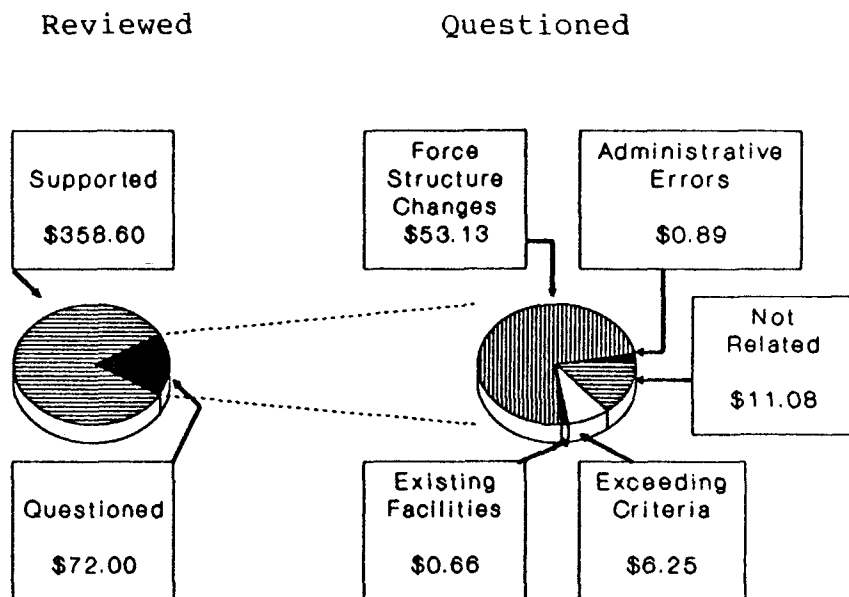 Reviewed
Questioned
Supported
$358.60
Force
Structure
Changes
$53.13
Administrative
Errors
$0.89
Not
Related
$11.08
Questioned
$72.00
Existing
Facilities
$0.66
Exceeding
Criteria
$6.25